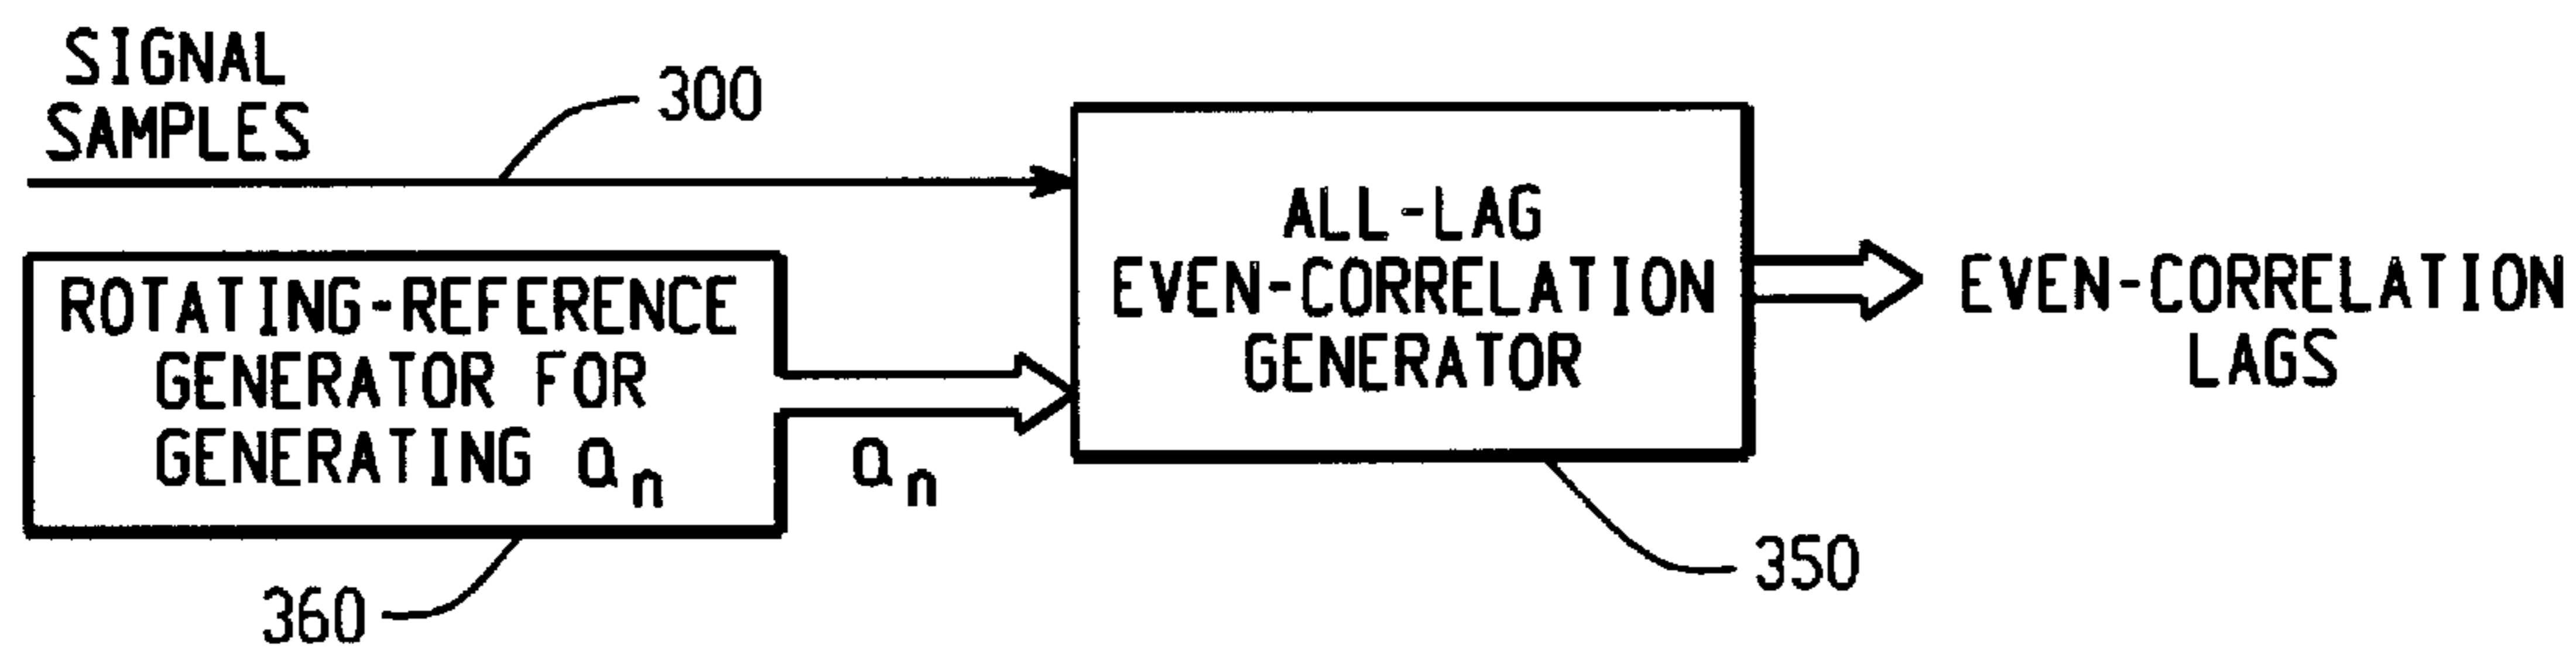 SIGNAL
SAMPLES
300
ROTATING-REFERENCE
GENERATOR FOR
GENERATING an
360
an
ALL-LAG
EVEN-CORRELATION
GENERATOR
350
EVEN-CORRELATION
LAGS